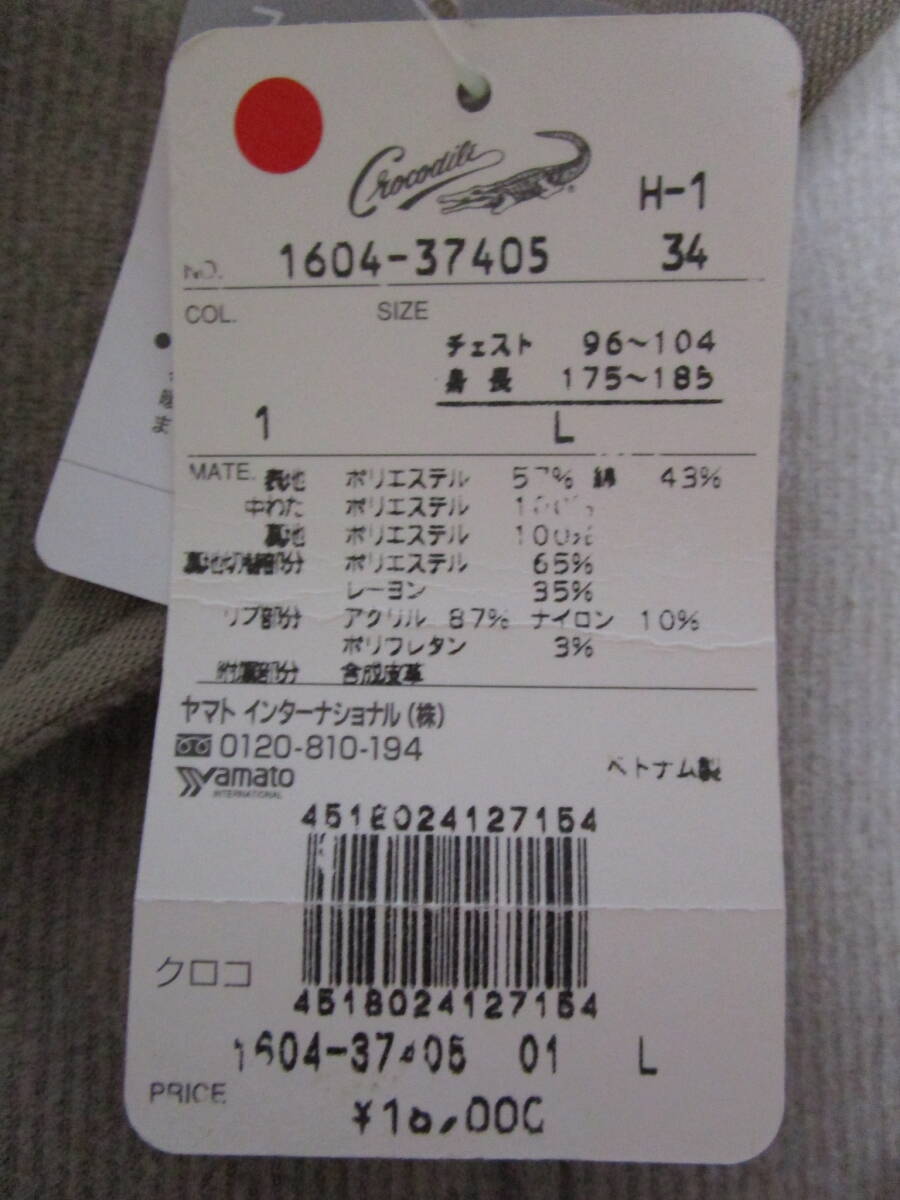 Crocodile
H-1
NO. 1604-37405 34
COL. SIZE
チェスト 96~104
身長 175~185
1 L
MATE. 表地 ポリエステル 57% 綿 43%
中わた ポリエステル 100%
裏地 ポリエステル 100%
ポリエステル 65%
レーヨン 35%
リブ部分 アクリル 87% ナイロン 10%
ポリウレタン 3%
合成皮革
ヤマト インターナショナル(株)
0120-810-194
Yamato
INTERNATIONAL
ベトナム製
4518024127154
クロコ
4518024127154
1604-37405 01 L
PRICE
ま